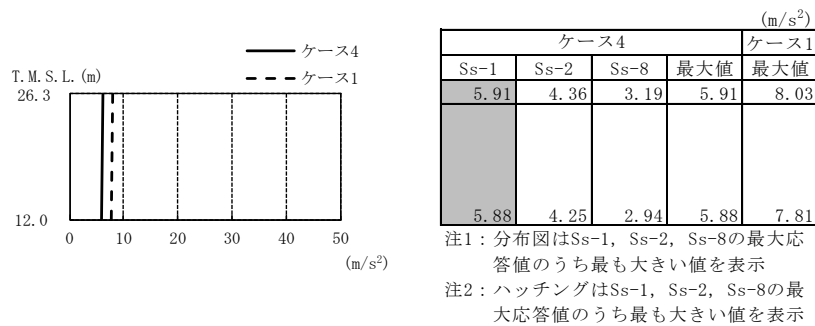 ケース4
ケース1
T.M.S.L.(m)
26.3
12.0
0 10 20 30 40 50
(m/s²)
(m/s²)
ケース4 ケース1
Ss-1 Ss-2 Ss-8 最大値 最大値
5.91 4.36 3.19 5.91 8.03
5.88 4.25 2.94 5.88 7.81
注1：分布図はSs-1, Ss-2, Ss-8の最大応
答値のうち最も大きい値を表示
注2：ハッチングはSs-1, Ss-2, Ss-8の最
大応答値のうち最も大きい値を表示